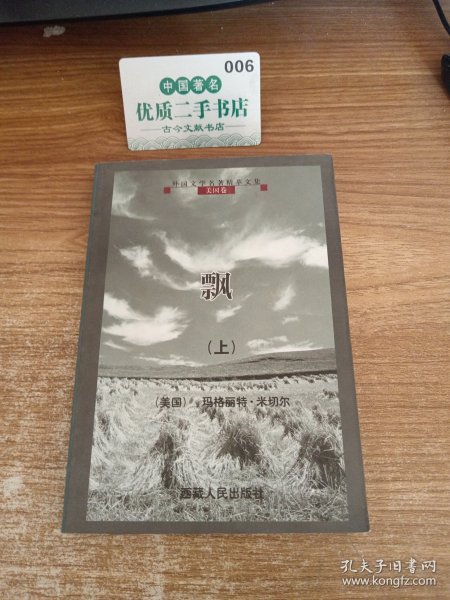 006
中国著名
优质二手书店
古今文献书店
外国文学名著精华文集
美国卷
飘
(上)
(美国) 玛格丽特·米切尔
西藏人民出版社
孔夫子旧书网
www.kongfz.com